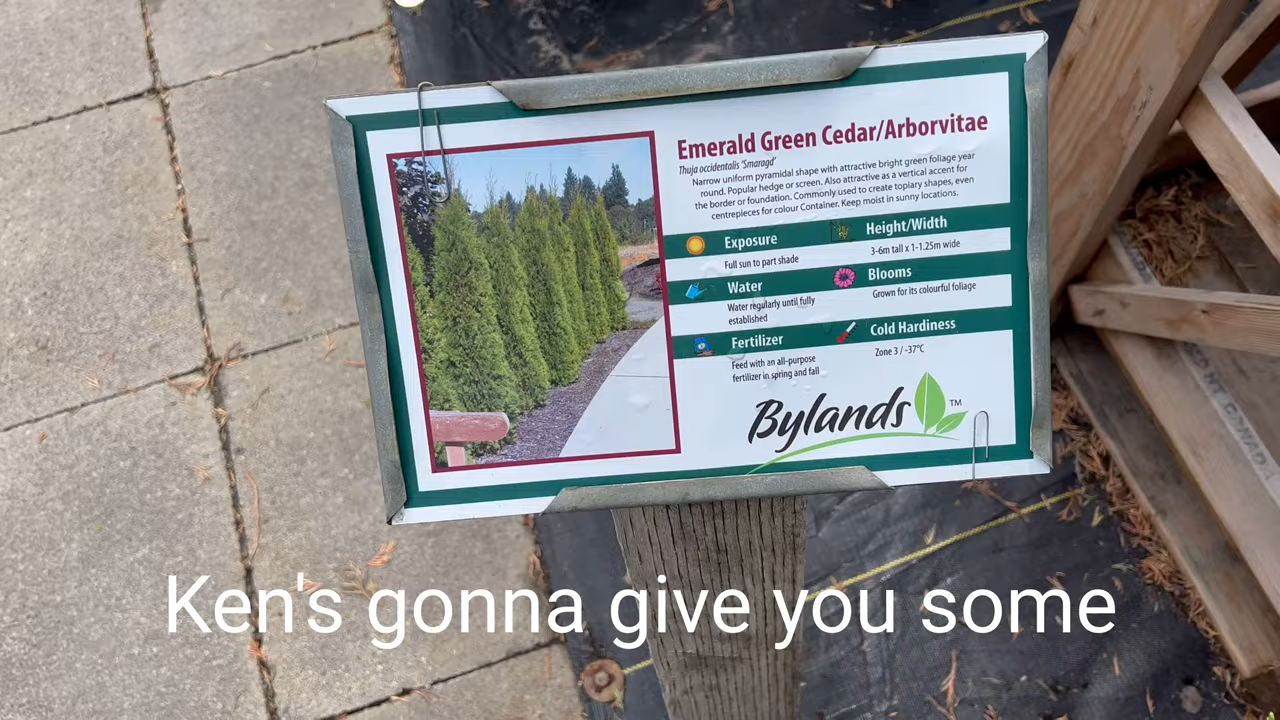 Emerald Green Cedar/Arborvitae
Thuja occidentalis 'Smaragd'
Narrow uniform pyramidal shape with attractive bright green foliage year
round. Popular hedge or screen. Also attractive as a vertical accent for
the border or foundation. Commonly used to create topiary shapes, even
centrepieces for colour Container. Keep moist in sunny locations.
Exposure
Full sun to part shade
Height/Width
3-6m tall x 1-1.25m wide
Water
Water regularly until fully
established
Blooms
Grown for its colourful foliage
Fertilizer
Feed with an all-purpose
fertilizer in spring and fall
Cold Hardiness
Zone 3 / -37°C
Bylands™
Ken's gonna give you some